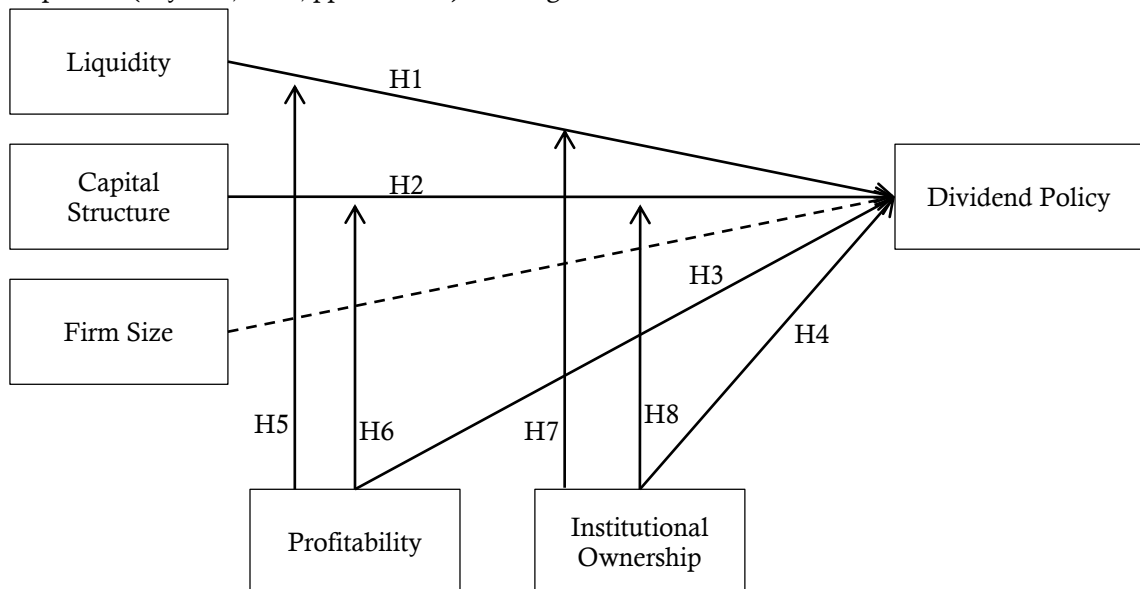 Liquidity
H1
Capital
Structure
H2
Dividend Policy
H3
Firm Size
H4
H5
H6
H7
H8
Profitability
Institutional
Ownership